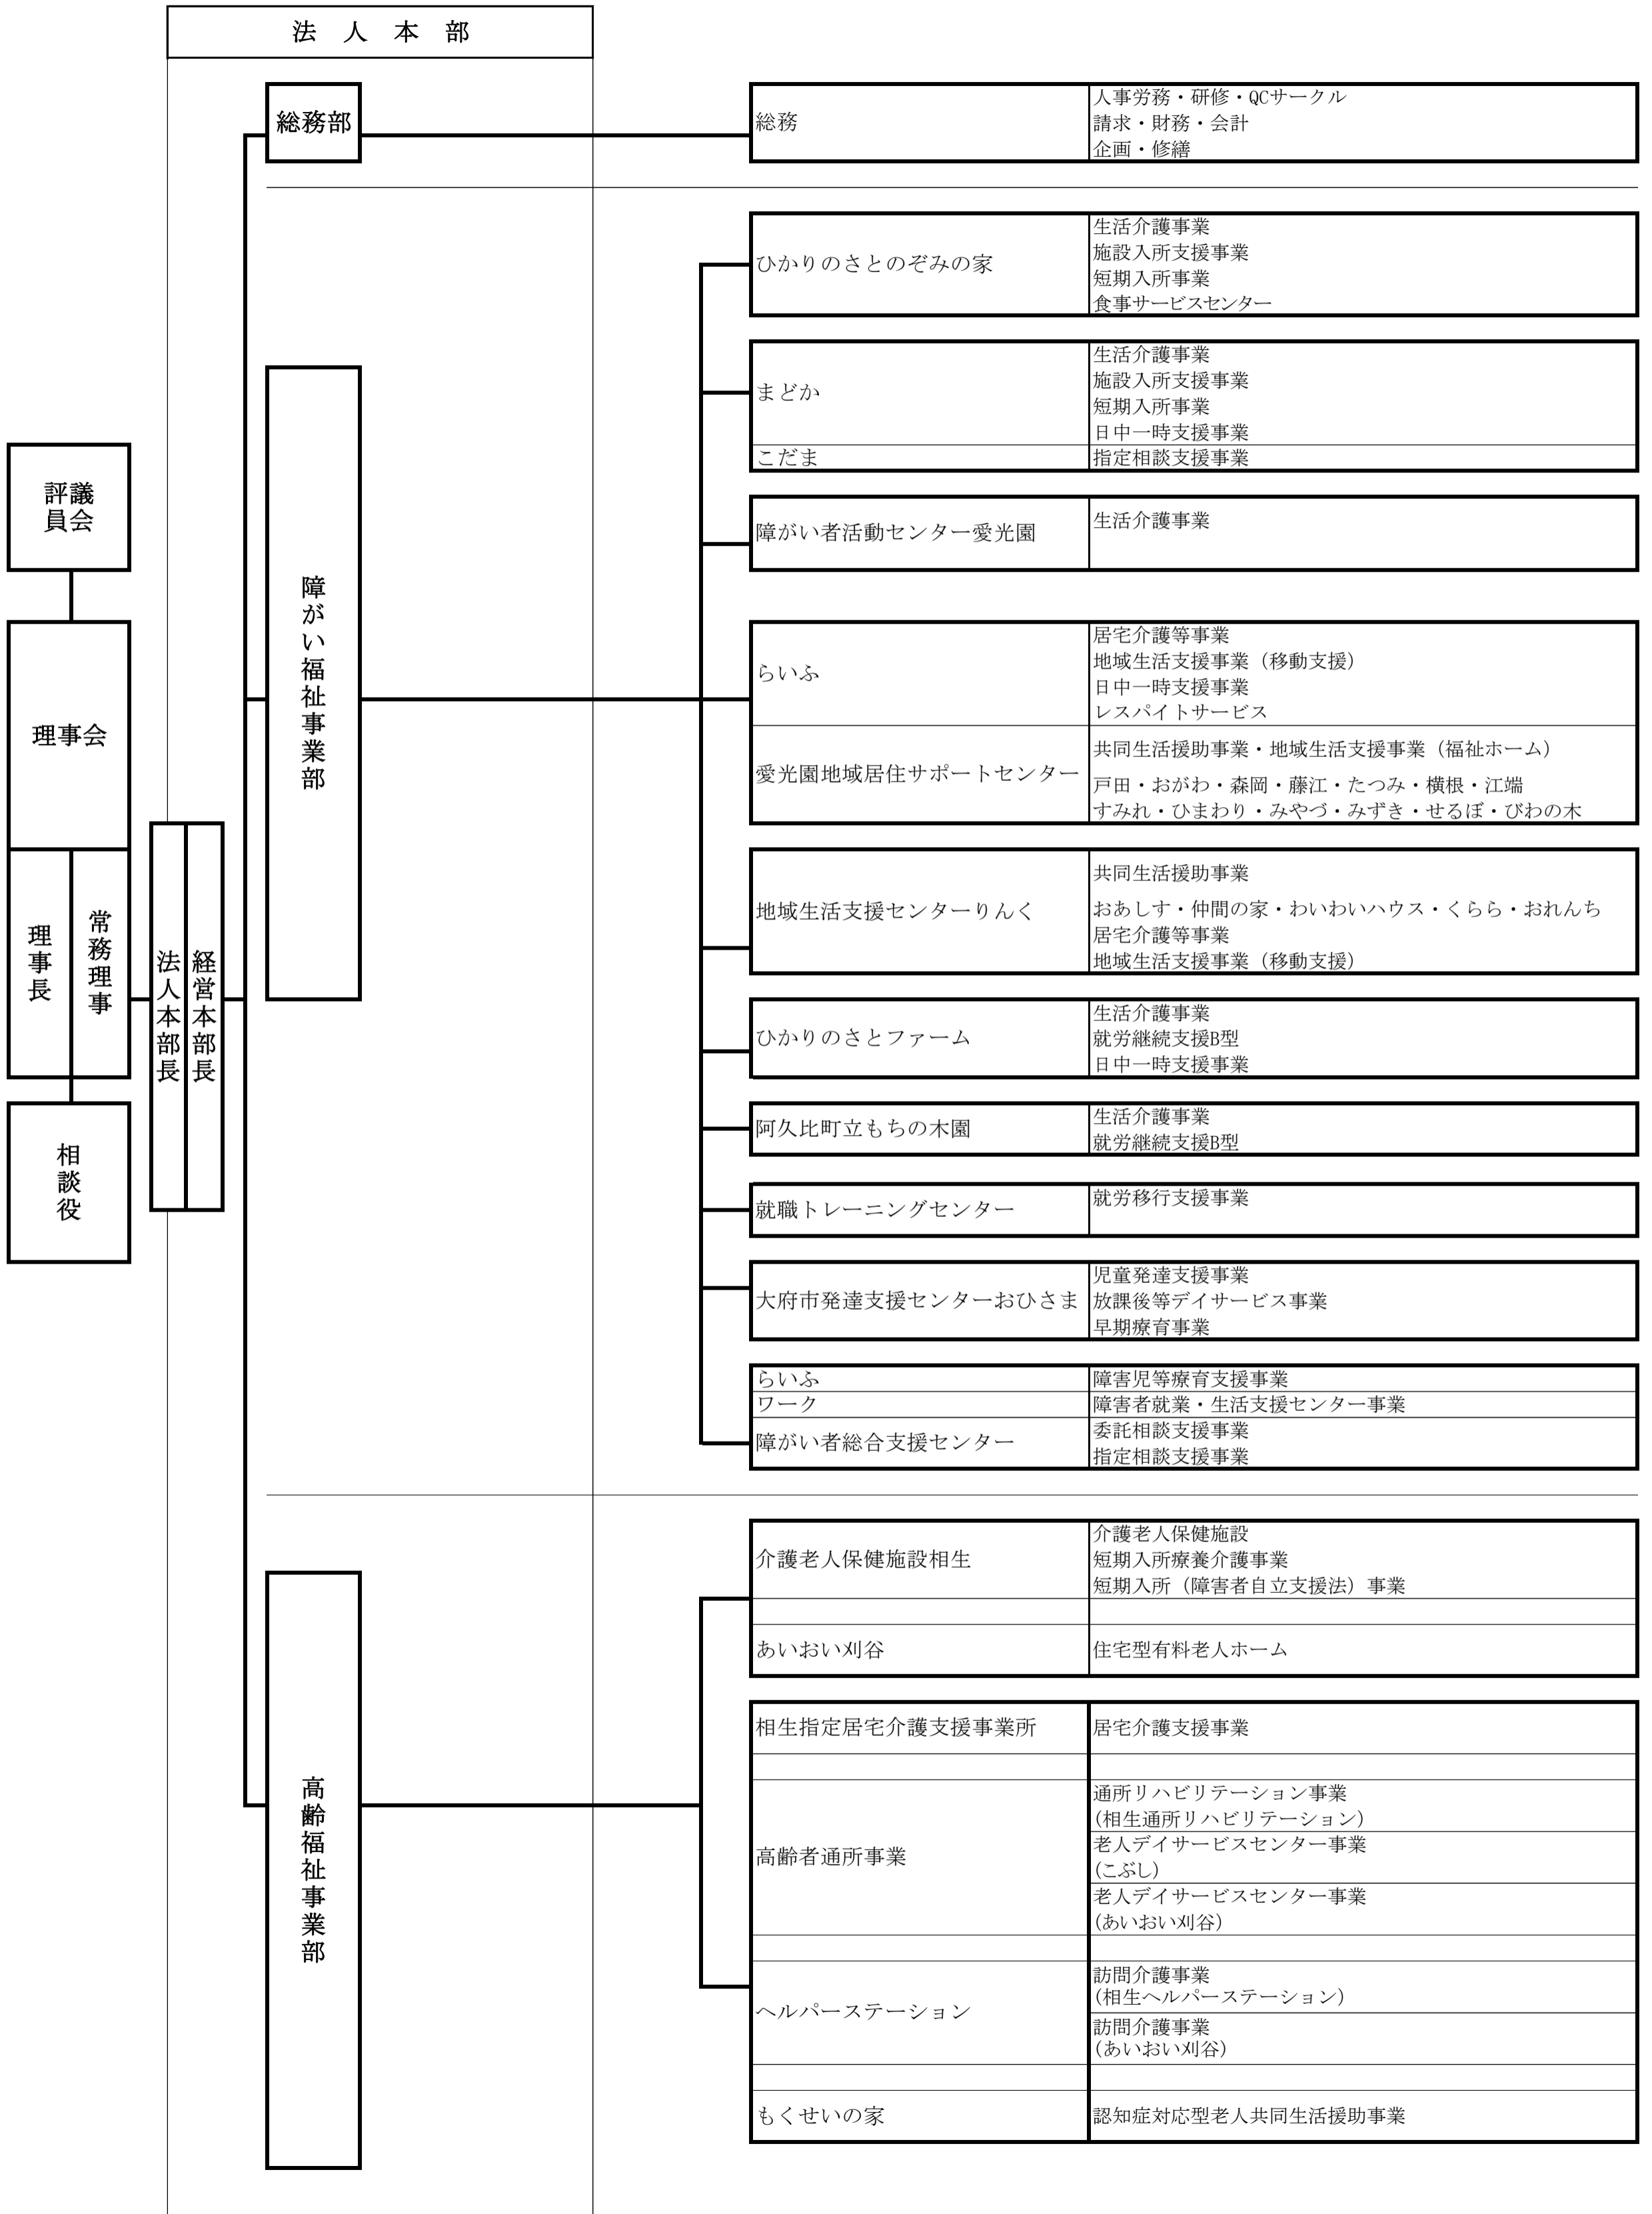 法人本部
総務部
総務
人事労務・研修・QCサークル
請求・財務・会計
企画・修繕
評議
員会
理事会
理事長
常務理事
相談役
法人本部長
経営本部長
障がい福祉事業部
ひかりのさとのぞみの家
生活介護事業
施設入所支援事業
短期入所事業
食事サービスセンター
まどか
生活介護事業
施設入所支援事業
短期入所事業
日中一時支援事業
こだま
指定相談支援事業
障がい者活動センター愛光園
生活介護事業
らいふ
居宅介護等事業
地域生活支援事業（移動支援）
日中一時支援事業
レスパイトサービス
愛光園地域居住サポートセンター
共同生活援助事業・地域生活支援事業（福祉ホーム）
戸田・おがわ・森岡・藤江・たつみ・横根・江端
すみれ・ひまわり・みやづ・みずき・せるぼ・びわの木
地域生活支援センターりんく
共同生活援助事業
おあしす・仲間の家・わいわいハウス・くらら・おれんち
居宅介護等事業
地域生活支援事業（移動支援）
ひかりのさとファーム
生活介護事業
就労継続支援B型
日中一時支援事業
阿久比町立もちの木園
生活介護事業
就労継続支援B型
就職トレーニングセンター
就労移行支援事業
大府市発達支援センターおひさま
児童発達支援事業
放課後等デイサービス事業
早期療育事業
らいふ
障害児等療育支援事業
ワーク
障害者就業・生活支援センター事業
障がい者総合支援センター
委託相談支援事業
指定相談支援事業
高齢福祉事業部
介護老人保健施設相生
介護老人保健施設
短期入所療養介護事業
短期入所（障害者自立支援法）事業
あいおい刈谷
住宅型有料老人ホーム
相生指定居宅介護支援事業所
居宅介護支援事業
高齢者通所事業
通所リハビリテーション事業
(相生通所リハビリテーション)
老人デイサービスセンター事業
(こぶし)
老人デイサービスセンター事業
(あいおい刈谷)
ヘルパーステーション
訪問介護事業
(相生ヘルパーステーション)
訪問介護事業
(あいおい刈谷)
もくせいの家
認知症対応型老人共同生活援助事業